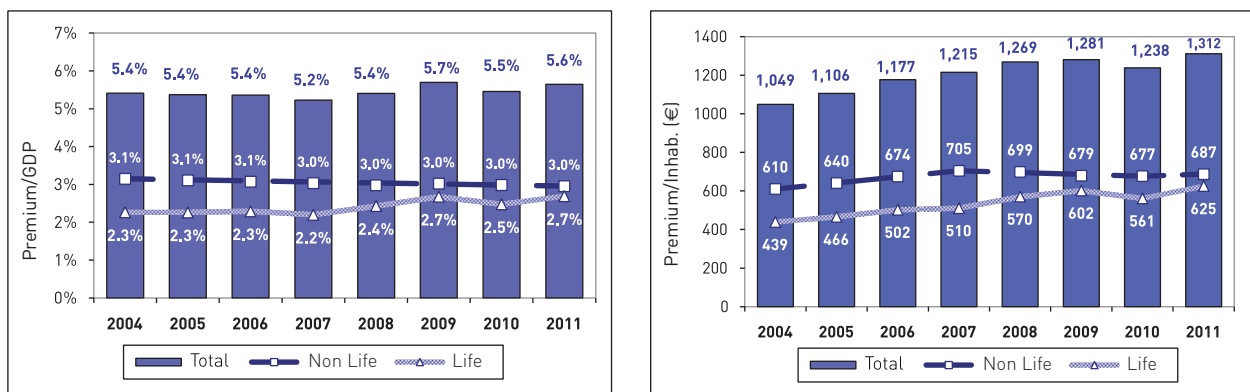 7%
6%
5%
4%
3%
2%
1%
0%
Premium/GDP
5.4% 5.4% 5.4% 5.2% 5.4% 5.7% 5.5% 5.6%
3.1% 3.1% 3.1% 3.0% 3.0% 3.0% 3.0% 3.0%
2.3% 2.3% 2.3% 2.2% 2.4% 2.7% 2.5% 2.7%
2004 2005 2006 2007 2008 2009 2010 2011
Total Non Life Life
1400
1200
1000
800
600
400
200
0
Premium/Inhab. (€)
1,049 1,106 1,177 1,215 1,269 1,281 1,238 1,312
610 640 674 705 699 679 677 687
439 466 502 510 570 602 561 625
2004 2005 2006 2007 2008 2009 2010 2011
Total Non Life Life